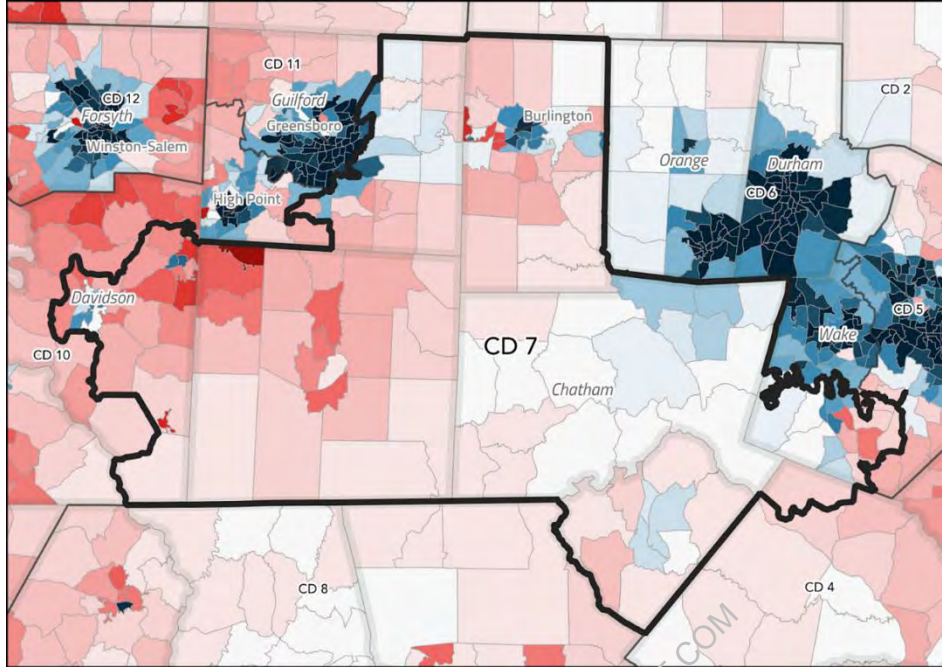 CD 11
CD 12
Forsyth
Winston-Salem
Guilford
Greensboro
High Point
Burlington
Orange
Durham
CD 6
CD 2
Davidson
CD 10
CD 7
Chatham
Wake
CD 5
CD 8
CD 4
.COM